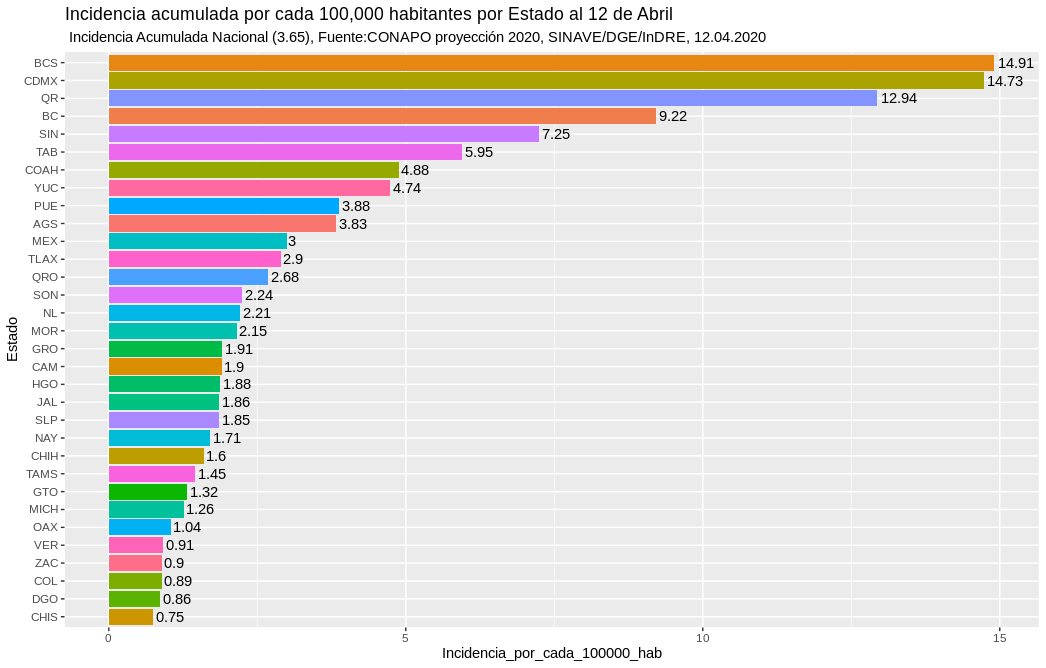 Incidencia acumulada por cada 100,000 habitantes por Estado al 12 de Abril
Incidencia Acumulada Nacional (3.65), Fuente:CONAPO proyección 2020, SINAVE/DGE/InDRE, 12.04.2020
Estado
BCS 14.91
CDMX 14.73
QR 12.94
BC 9.22
SIN 7.25
TAB 5.95
COAH 4.88
YUC 4.74
PUE 3.88
AGS 3.83
MEX 3
TLAX 2.9
QRO 2.68
SON 2.24
NL 2.21
MOR 2.15
GRO 1.91
CAM 1.9
HGO 1.88
JAL 1.86
SLP 1.85
NAY 1.71
CHIH 1.6
TAMS 1.45
GTO 1.32
MICH 1.26
OAX 1.04
VER 0.91
ZAC 0.9
COL 0.89
DGO 0.86
CHIS 0.75
0 5 10 15
Incidencia_por_cada_100000_hab